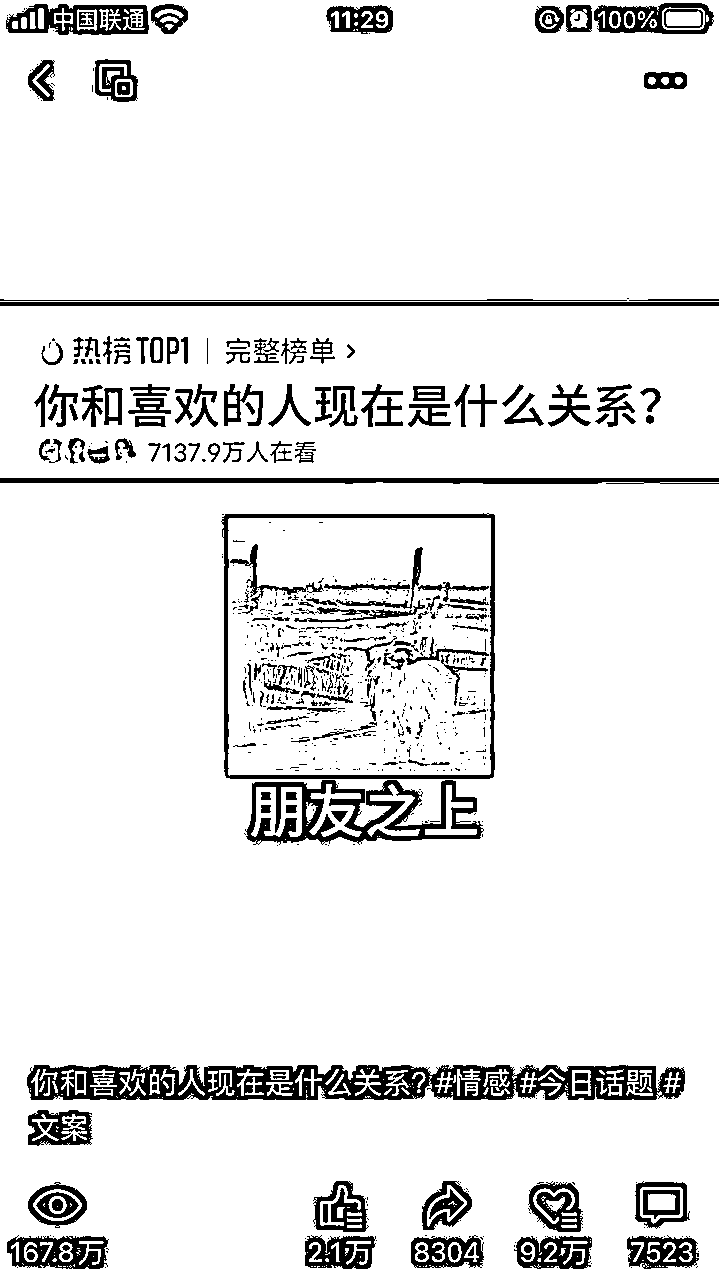 中国联通 11:29 100%
热榜TOP1 | 完整榜单 >
你和喜欢的人现在是什么关系?
7137.9万人在看
朋友之上
你和喜欢的人现在是什么关系? #情感 #今日话题 #
文案
167.8万 2.1万 8304 9.2万 7523